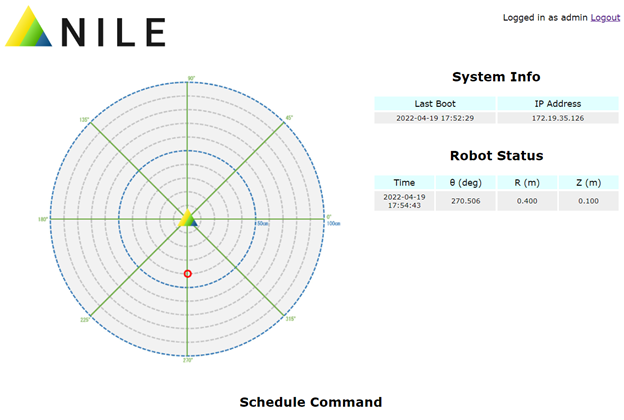 NILE
Logged in as admin Logout
System Info
Last Boot IP Address
2022-04-19 17:52:29 172.19.35.126
Robot Status
Time θ (deg) R (m) Z (m)
2022-04-19
17:54:43 270.506 0.400 0.100
90°
135° 45°
180° 50cm 0°
100cm
225° 315°
270°
Schedule Command